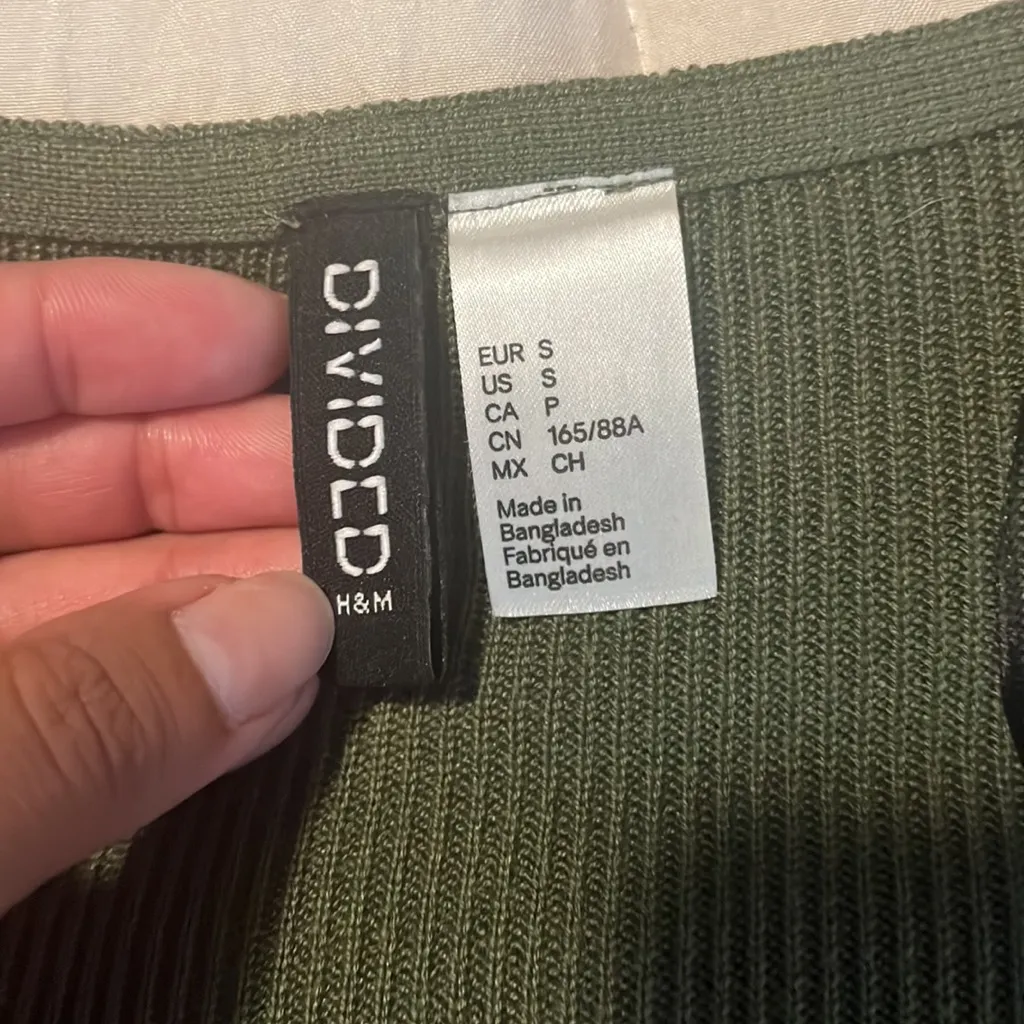 DIVIDED
H&M
EUR S
US S
CA P
CN 165/88A
MX CH
Made in
Bangladesh
Fabriqué en
Bangladesh